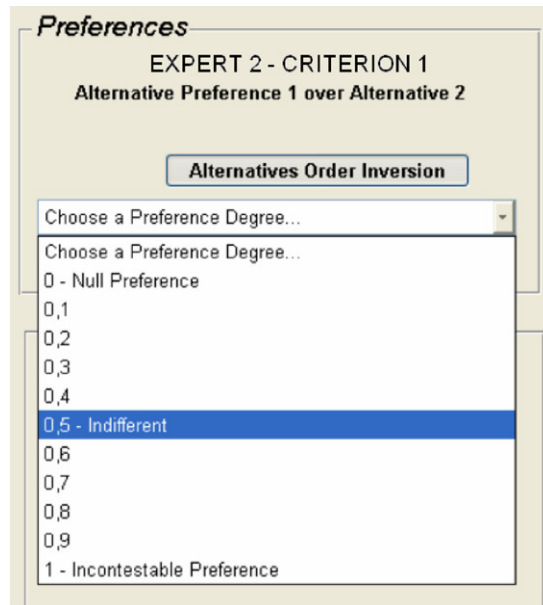 Preferences
EXPERT 2 - CRITERION 1
Alternative Preference 1 over Alternative 2
Alternatives Order Inversion
Choose a Preference Degree...
Choose a Preference Degree...
0 - Null Preference
0,1
0,2
0,3
0,4
0,5 - Indifferent
0,6
0,7
0,8
0,9
1 - Incontestable Preference